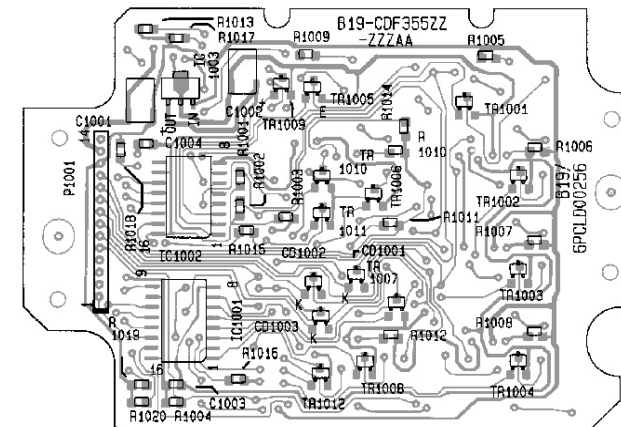 R1013
R1017
IC
1003
R1009
B19-CDF355ZZ
-ZZZAA
R1005
C1001
14
+OUT
IN
C1002
+
TR1009
TR1005
E
R1014
TR1001
P1001
C1004
8
R1001
R1002
R1003
TR
1010
TR1006
R
1010
R1006
TR1002
B19/
6PCLD00256
R1018
16
1
IC1002
R1015
TR
1011
R1011
R1007
CD1002
CD1001
TR
1007
9
8
IC1001
K
K
K
CD1003
TR1003
1
R
1019
16
1
R1016
R1012
R1008
R1020
R1004
C1003
TR1012
TR1008
TR1004